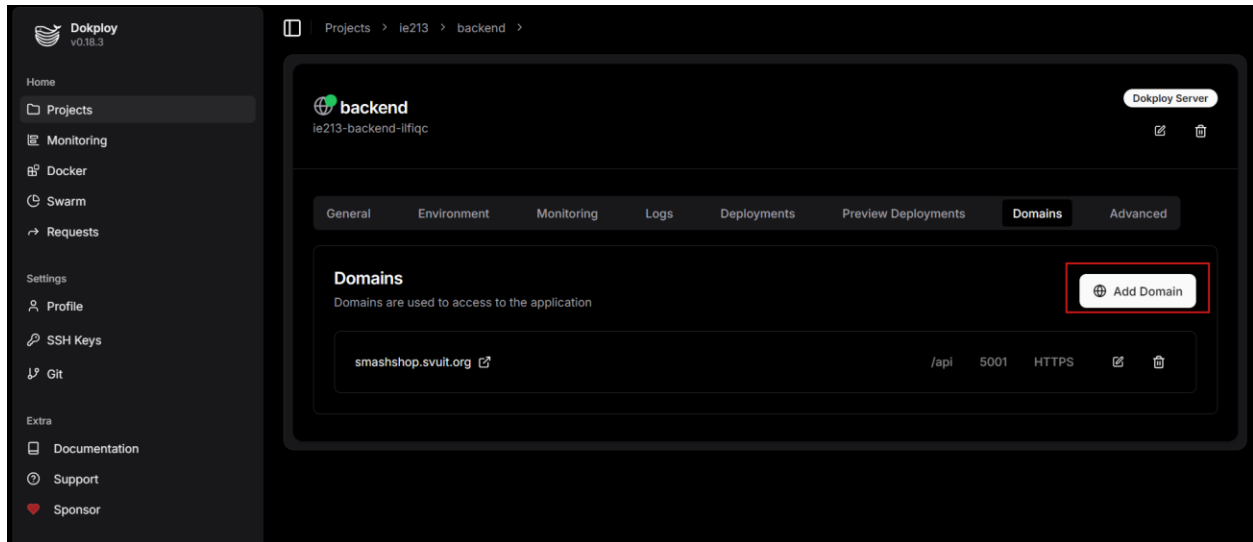 Dokploy
v0.18.3
Home
Projects
Monitoring
Docker
Swarm
Requests
Settings
Profile
SSH Keys
Git
Extra
Documentation
Support
Sponsor
Projects > ie213 > backend >
backend
Dokploy Server
ie213-backend-ilfiqc
General Environment Monitoring Logs Deployments Preview Deployments Domains Advanced
Domains
Domains are used to access to the application
Add Domain
smashshop.svuit.org /api 5001 HTTPS